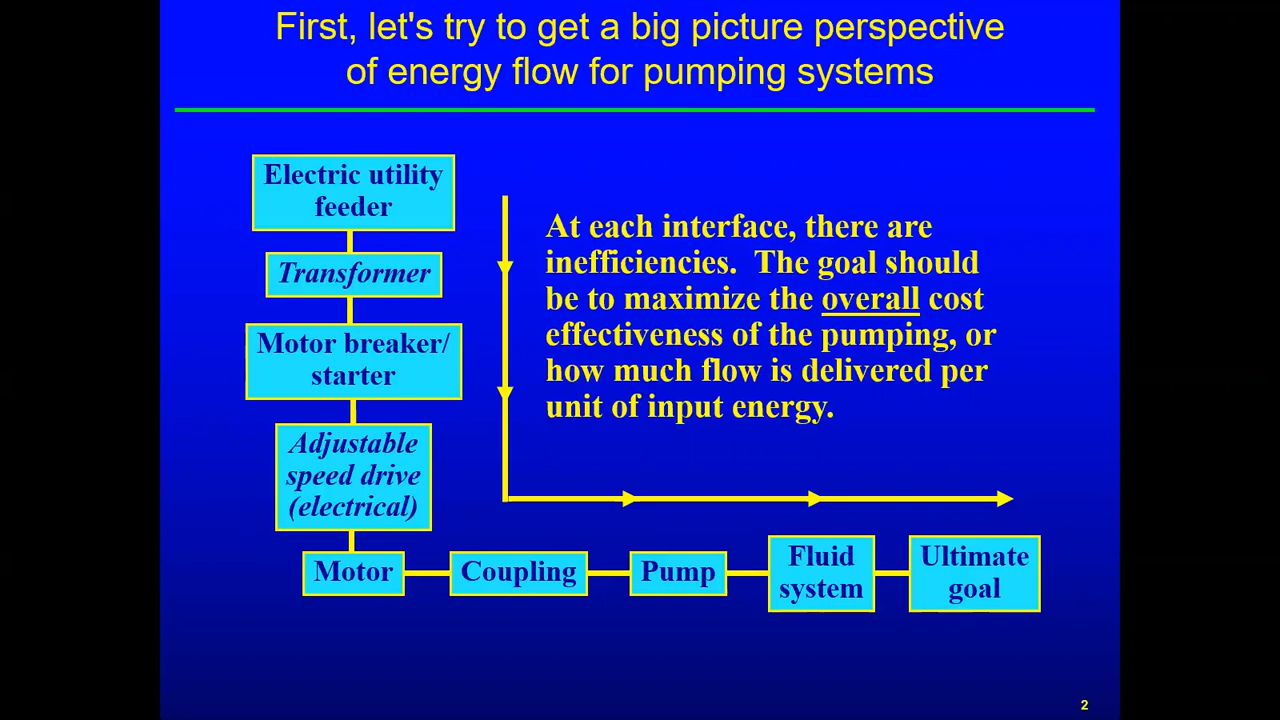 First, let's try to get a big picture perspective
of energy flow for pumping systems
Electric utility
feeder
Transformer
Motor breaker/
starter
Adjustable
speed drive
(electrical)
Motor
Coupling
Pump
Fluid
system
Ultimate
goal
At each interface, there are
inefficiencies. The goal should
be to maximize the overall cost
effectiveness of the pumping, or
how much flow is delivered per
unit of input energy.
2